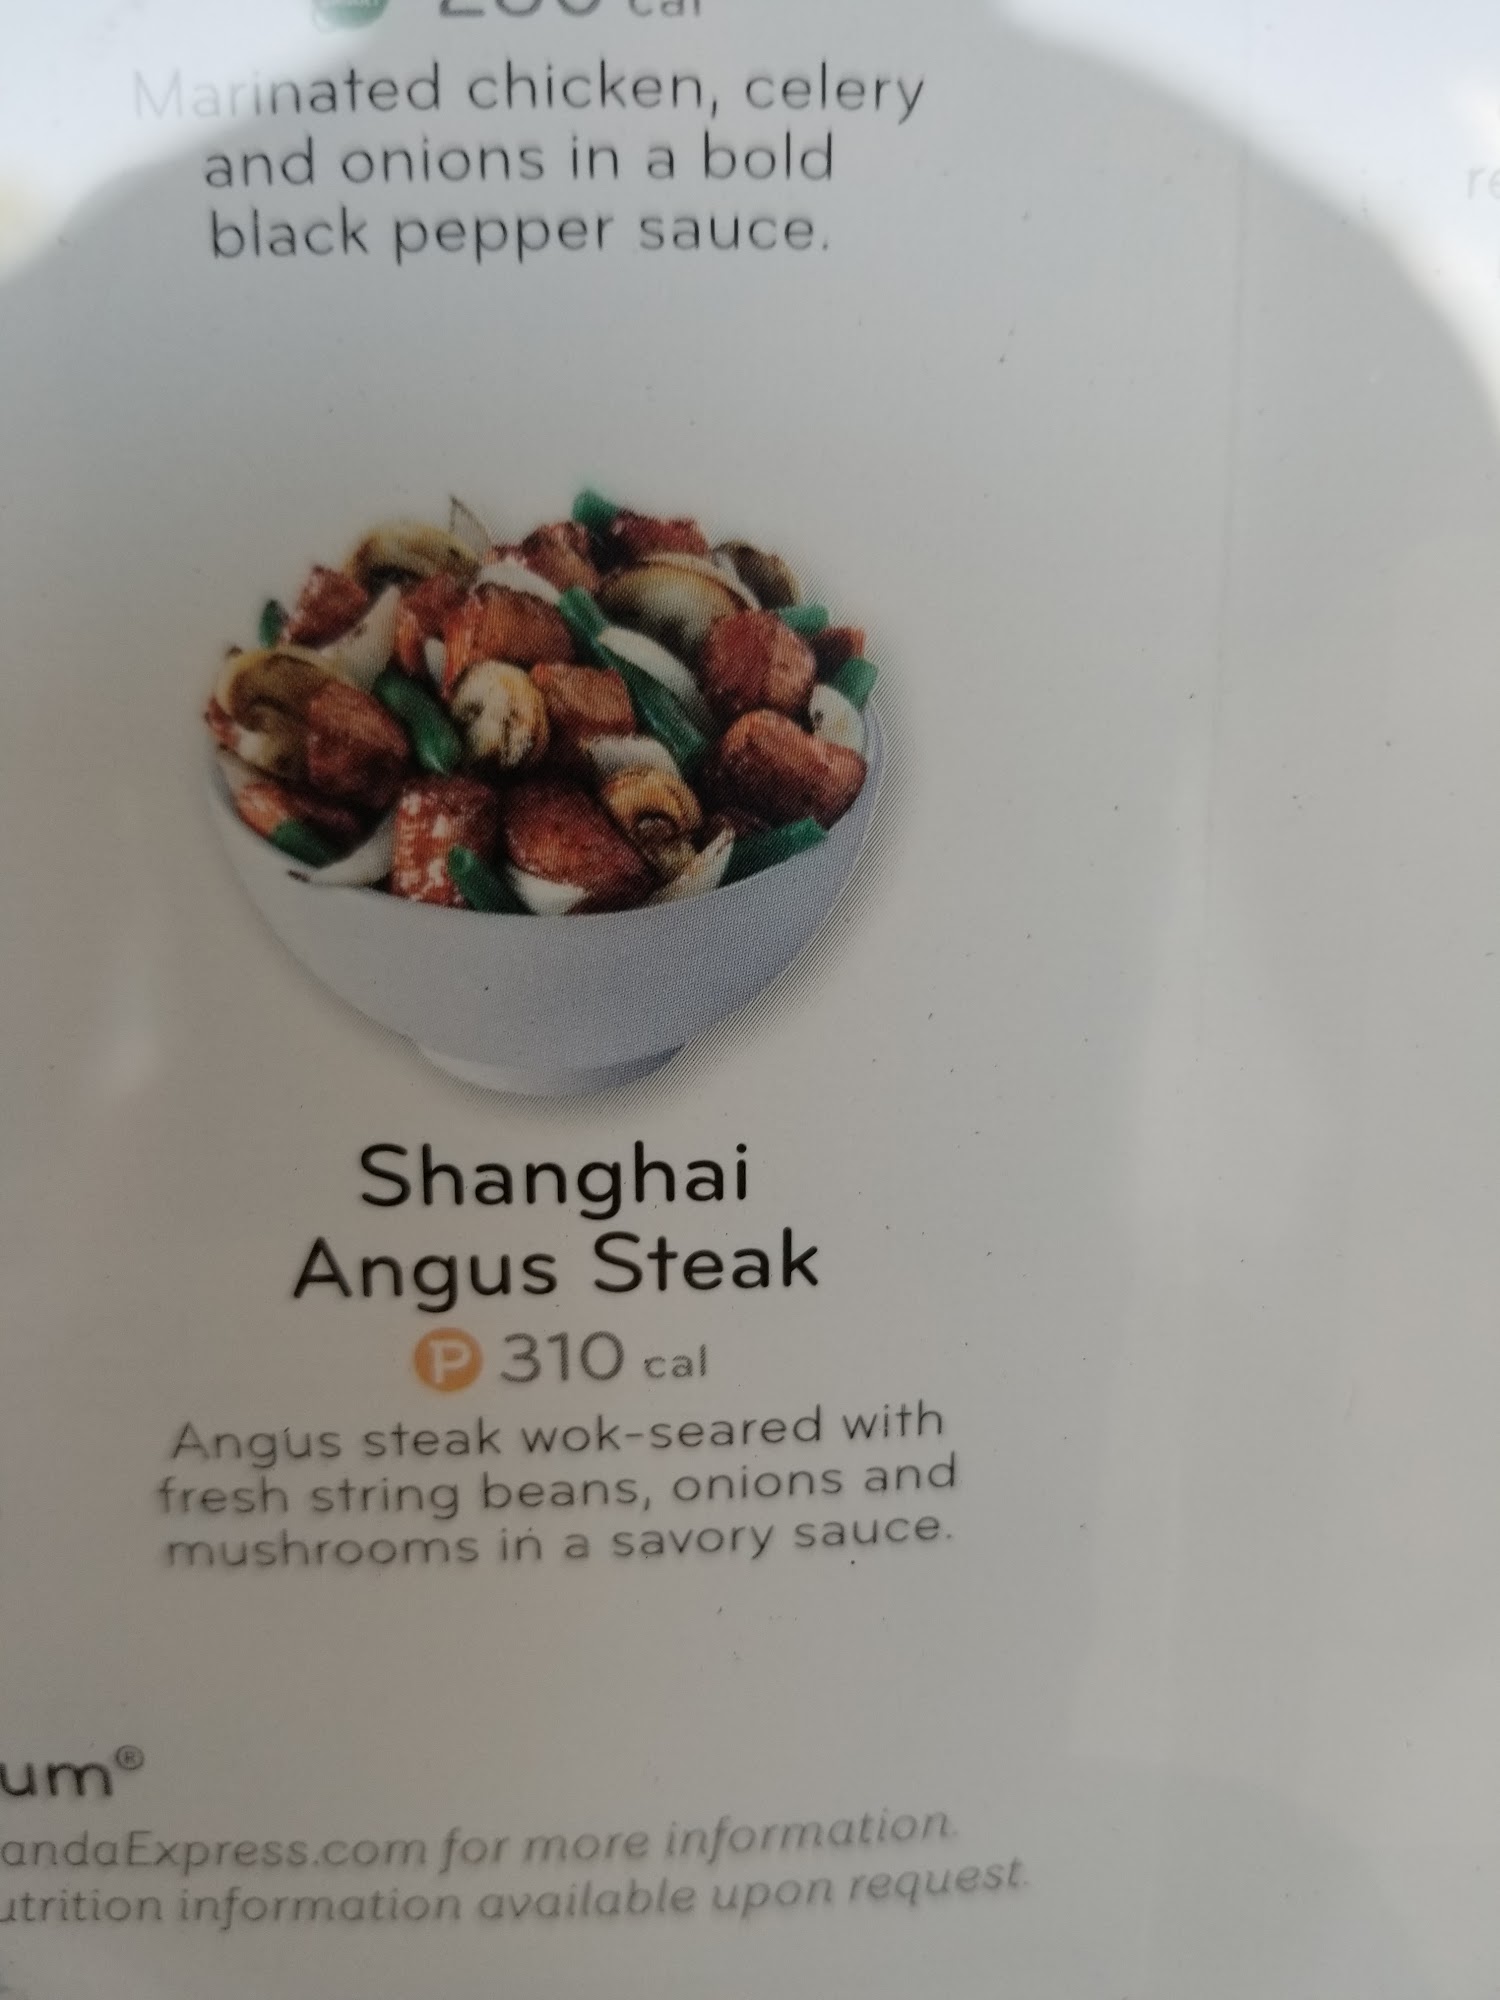 cal
Marinated chicken, celery
and onions in a bold
black pepper sauce.
Shanghai
Angus Steak
P 310 cal
Angus steak wok-seared with
fresh string beans, onions and
mushrooms in a savory sauce.
um®
andaExpress.com for more information.
utrition information available upon request.